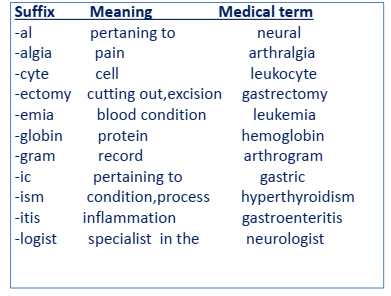 Suffix Meaning Medical term
-al pertaning to neural
-algia pain arthralgia
-cyte cell leukocyte
-ectomy cutting out,excision gastrectomy
-emia blood condition leukemia
-globin protein hemoglobin
-gram record arthrogram
-ic pertaining to gastric
-ism condition,process hyperthyroidism
-itis inflammation gastroenteritis
-logist specialist in the neurologist